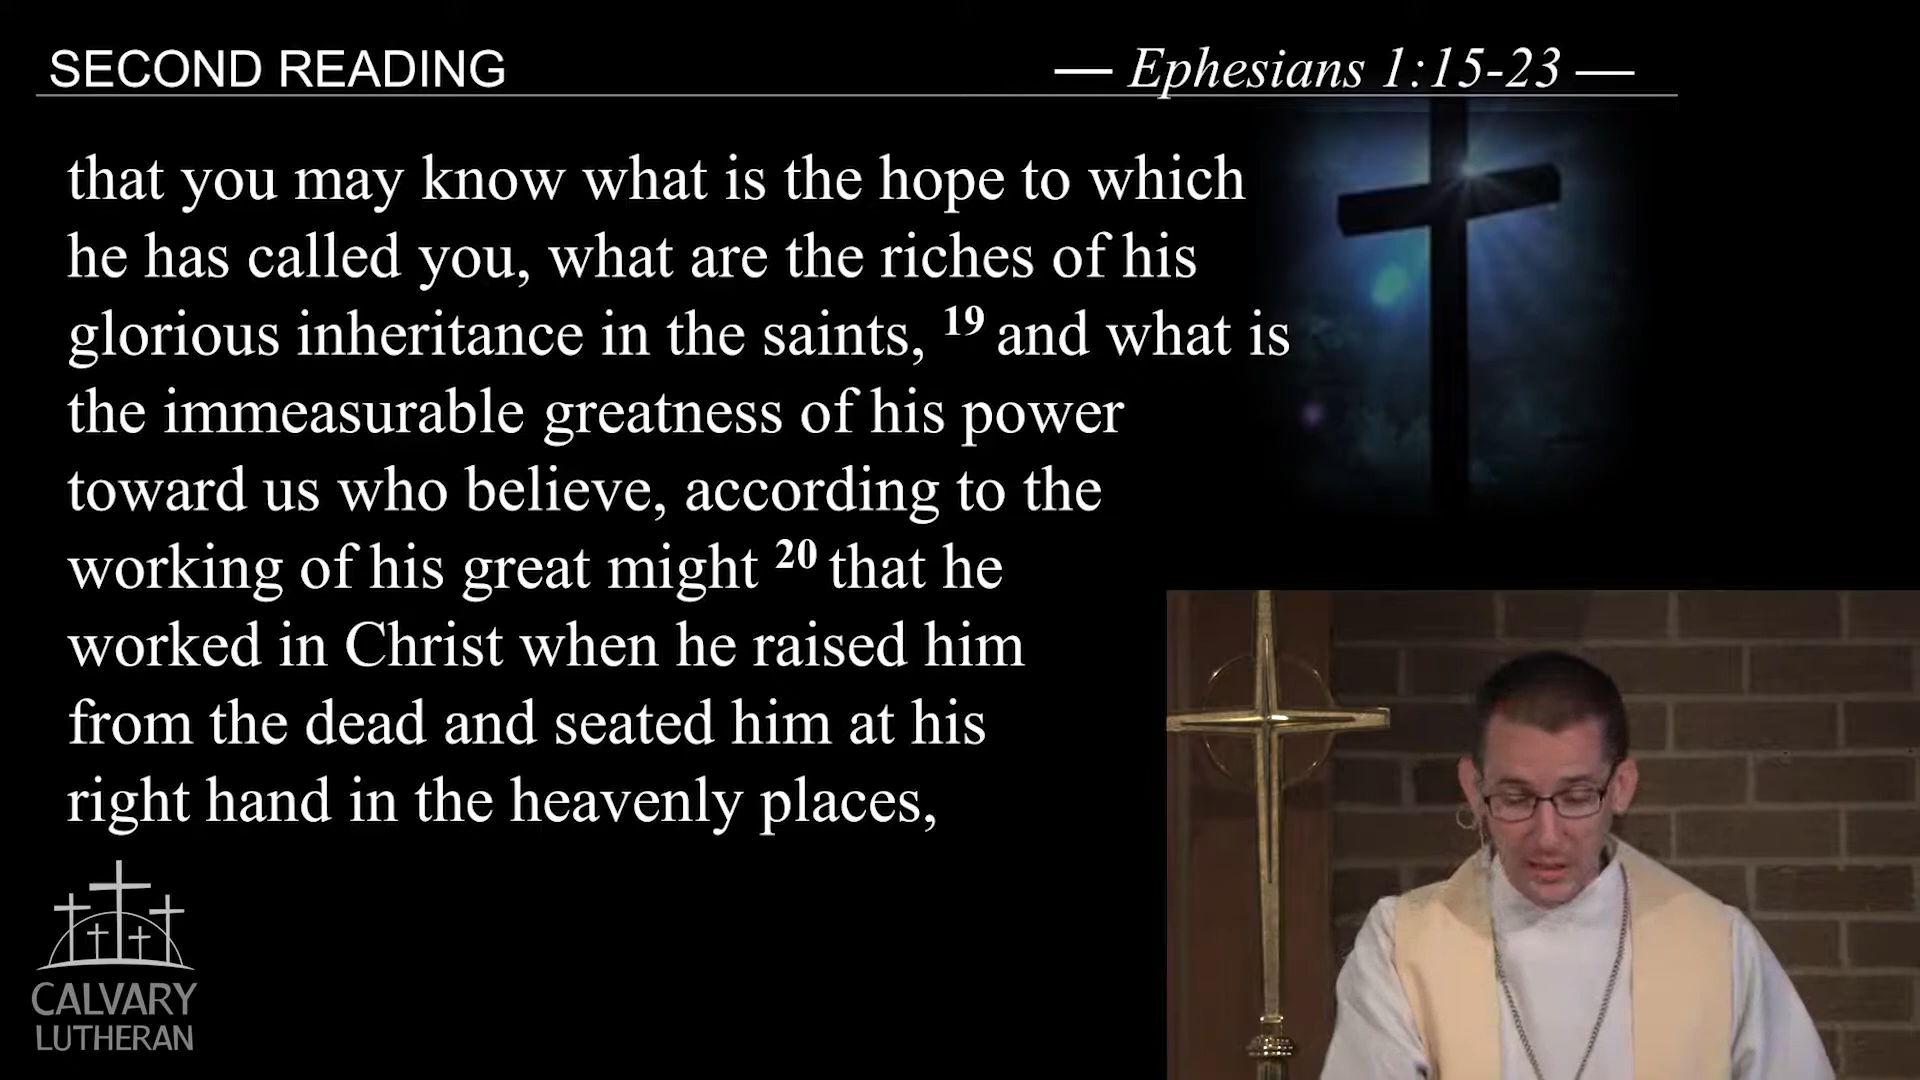 SECOND READING
— Ephesians 1:15-23 —
that you may know what is the hope to which
he has called you, what are the riches of his
glorious inheritance in the saints, 19 and what is
the immeasurable greatness of his power
toward us who believe, according to the
working of his great might 20 that he
worked in Christ when he raised him
from the dead and seated him at his
right hand in the heavenly places,
CALVARY
LUTHERAN